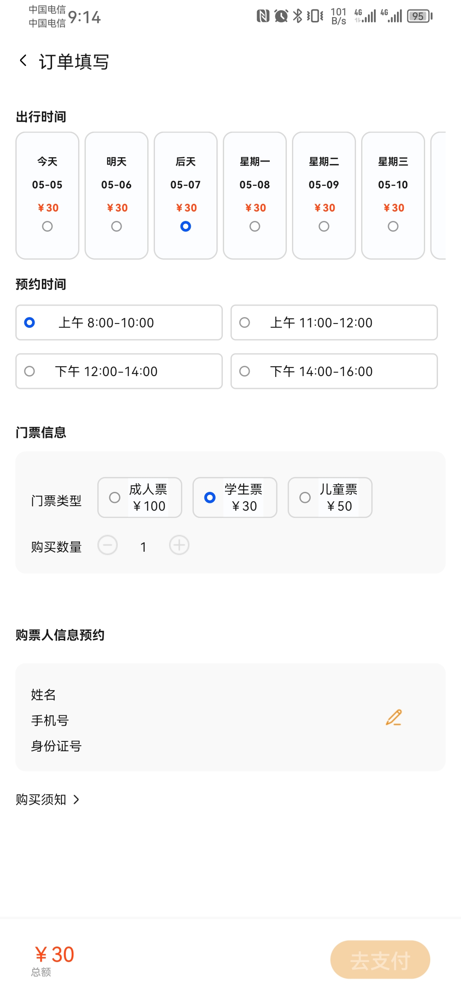 中国电信
中国电信
9:14
101 B/s
4G
4G
95
订单填写
出行时间
今天
05-05
¥30
明天
05-06
¥30
后天
05-07
¥30
星期一
05-08
¥30
星期二
05-09
¥30
星期三
05-10
¥30
预约时间
上午 8:00-10:00
上午 11:00-12:00
下午 12:00-14:00
下午 14:00-16:00
门票信息
门票类型
成人票
¥100
学生票
¥30
儿童票
¥50
购买数量
1
购票人信息预约
姓名
手机号
身份证号
购买须知
¥30
总额
去支付